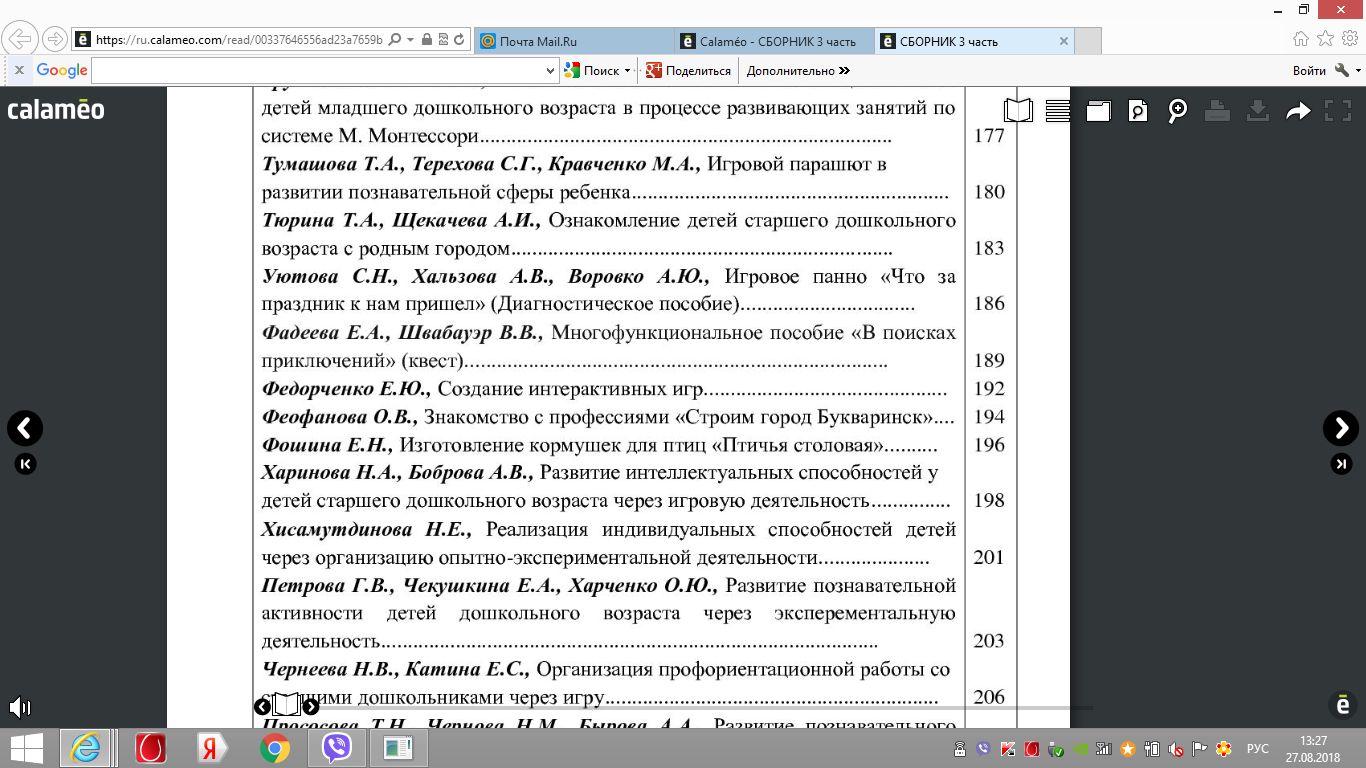 https://ru.calameo.com/read/00337646556ad23a7659b
Почта Mail.Ru
Calaméo - СБОРНИК 3 часть
СБОРНИК 3 часть
x Google
Поиск
Поделиться
Дополнительно »
Войти
calamēo
детей младшего дошкольного возраста в процессе развивающих занятий по
системе М. Монтессори........................................................................ 177
Тумашова Т.А., Терехова С.Г., Кравченко М.А., Игровой парашют в
развитии познавательной сферы ребенка........................................................ 180
Тюрина Т.А., Щекачева А.И., Ознакомление детей старшего дошкольного
возраста с родным городом.................................................................... 183
Уютова С.Н., Хальзова А.В., Воровко А.Ю., Игровое панно «Что за
праздник к нам пришел» (Диагностическое пособие)............................... 186
Фадеева Е.А., Швабауэр В.В., Многофункциональное пособие «В поисках
приключений» (квест).......................................................................... 189
Федорченко Е.Ю., Создание интерактивных игр........................................... 192
Феофанова О.В., Знакомство с профессиями «Строим город Букваринск».... 194
Фошина Е.Н., Изготовление кормушек для птиц «Птичья столовая».......... 196
Харинова Н.А., Боброва А.В., Развитие интеллектуальных способностей у
детей старшего дошкольного возраста через игровую деятельность.............. 198
Хисамутдинова Н.Е., Реализация индивидуальных способностей детей
через организацию опытно-экспериментальной деятельности.................... 201
Петрова Г.В., Чекушкина Е.А., Харченко О.Ю., Развитие познавательной
активности детей дошкольного возраста через эксперементальную
деятельность....................................................................................... 203
Чернеева Н.В., Катина Е.С., Организация профориентационной работы со
дошкольниками через игру........................................................... 206
Прососова Т.Н., Чернова Н.М., Бырова А.А., Развитие познавательного
РУС
13:27
27.08.2018